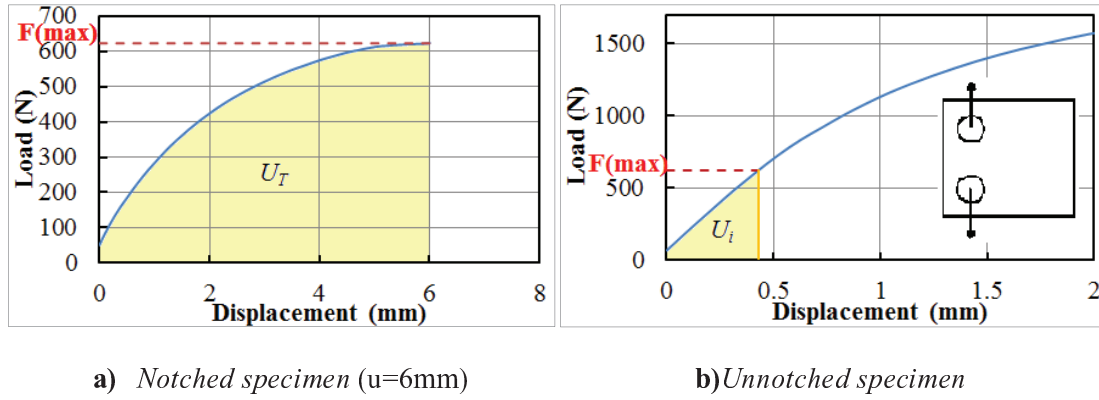 700
F(max)
600
500
400
300
200
100
0
Load (N)
U_T
0 2 4 6 8
Displacement (mm)
1500
1000
F(max)
500
0
Load (N)
U_i
0 0.5 1 1.5 2
Displacement (mm)
a) Notched specimen (u=6mm)
b)Unnotched specimen